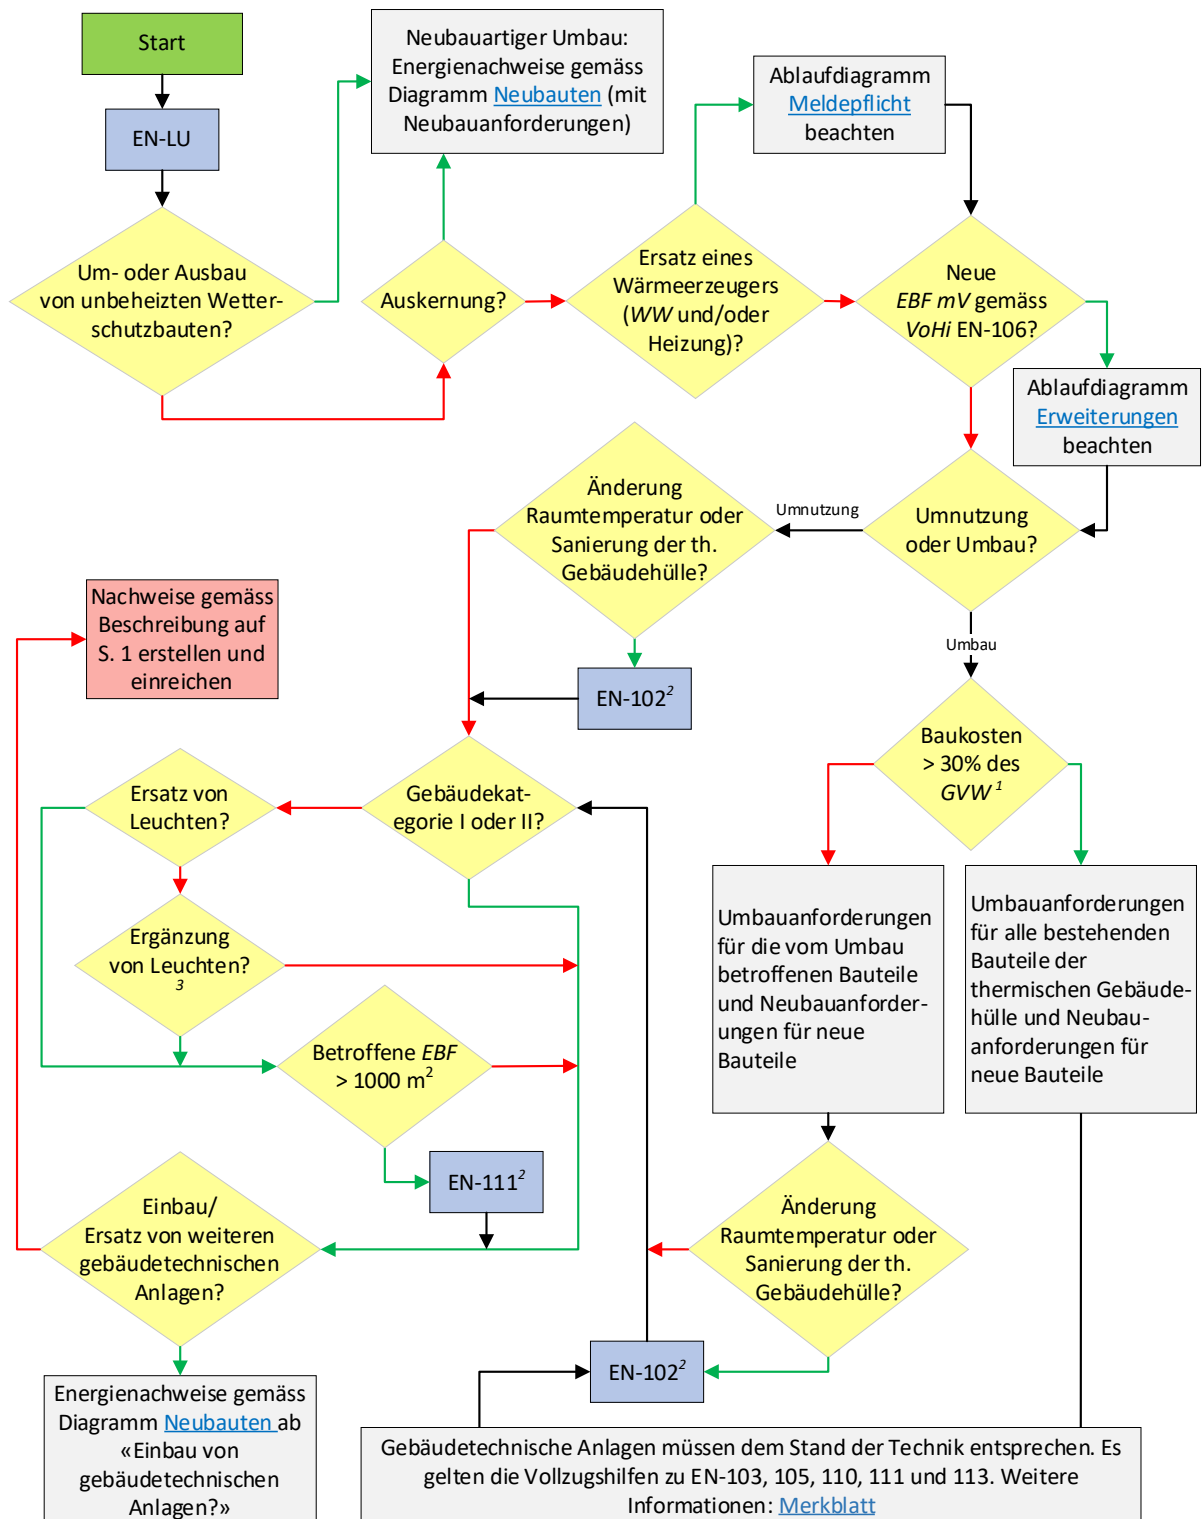 Start
EN-LU
Um- oder Ausbau
von unbeheizten Wetter-
schutzbauten?
Neubauartiger Umbau:
Energienachweise gemäss
Diagramm Neubauten (mit
Neubauanforderungen)
Auskernung?
Ersatz eines
Wärmeerzeugers
(WW und/oder
Heizung)?
Ablaufdiagramm
Meldepflicht
beachten
Neue
EBF mV gemäss
VoHi EN-106?
Ablaufdiagramm
Erweiterungen
beachten
Umnutzung
oder Umbau?
Umnutzung
Änderung
Raumtemperatur oder
Sanierung der th.
Gebäudehülle?
EN-102²
Umbau
Baukosten
> 30% des
GVW ¹
Nachweise gemäss
Beschreibung auf
S. 1 erstellen und
einreichen
Gebäudekat-
egorie I oder II?
Ersatz von
Leuchten?
Ergänzung
von Leuchten?
3
Betroffene EBF
> 1000 m²
EN-111²
Einbau/
Ersatz von weiteren
gebäudetechnischen
Anlagen?
Energienachweise gemäss
Diagramm Neubauten ab
«Einbau von
gebäudetechnischen
Anlagen?»
Umbauanforderungen
für die vom Umbau
betroffenen Bauteile
und Neubauanforder-
ungen für neue
Bauteile
Umbauanforderungen
für alle bestehenden
Bauteile der
thermischen Gebäude-
hülle und Neubau-
anforderungen für
neue Bauteile
Änderung
Raumtemperatur oder
Sanierung der th.
Gebäudehülle?
EN-102²
Gebäudetechnische Anlagen müssen dem Stand der Technik entsprechen. Es
gelten die Vollzugshilfen zu EN-103, 105, 110, 111 und 113. Weitere
Informationen: Merkblatt